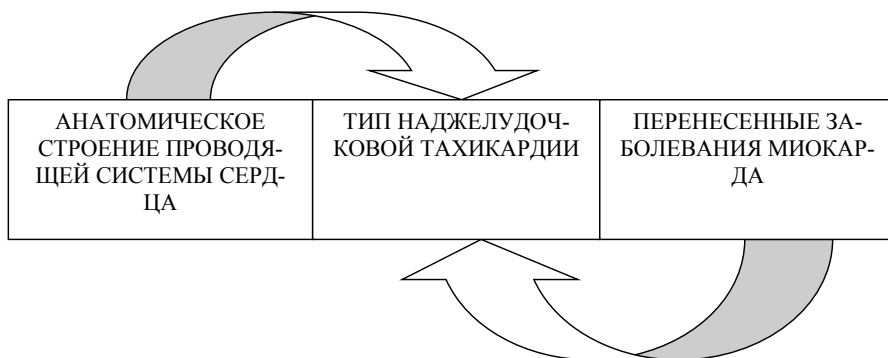 АНАТОМИЧЕСКОЕ
СТРОЕНИЕ ПРОВОДЯ-
ЩЕЙ СИСТЕМЫ СЕРД-
ЦА
ТИП НАДЖЕЛУДОЧ-
КОВОЙ ТАХИКАРДИИ
ПЕРЕНЕСЕННЫЕ ЗА-
БОЛЕВАНИЯ МИОКАР-
ДА